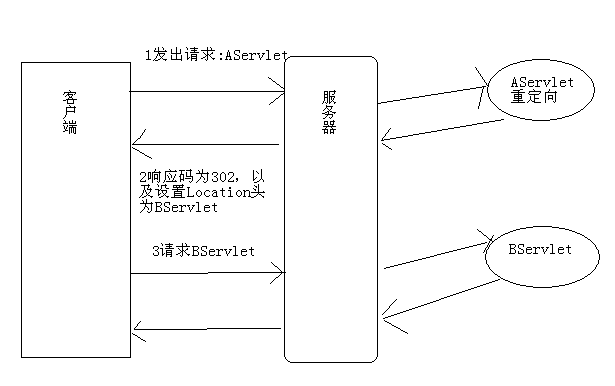 1发出请求:AServlet
客户端
服务器
AServlet
重定向
2响应码为302，以
及设置Location头
为BServlet
3请求BServlet
BServlet